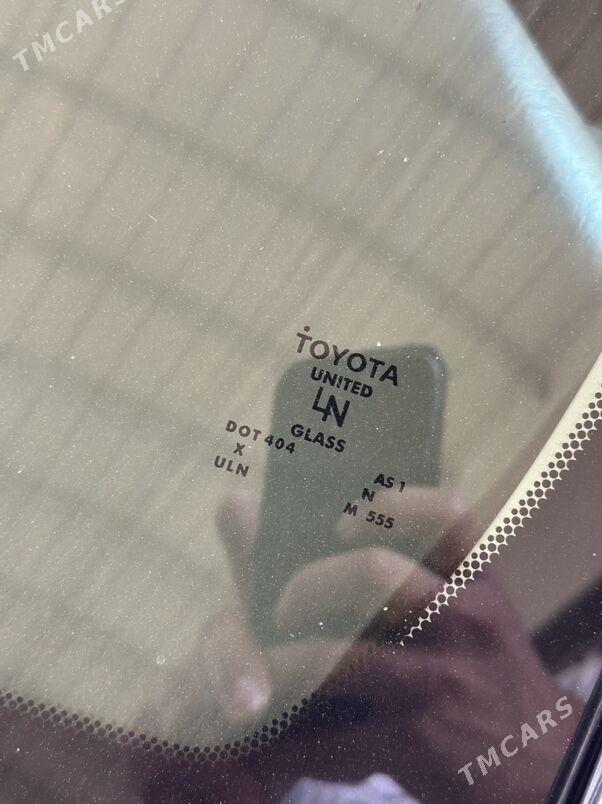 TMCARS
TOYOTA
UNITED
LN
GLASS
DOT 404
X
ULN
AS 1
N
M 555
TMCARS